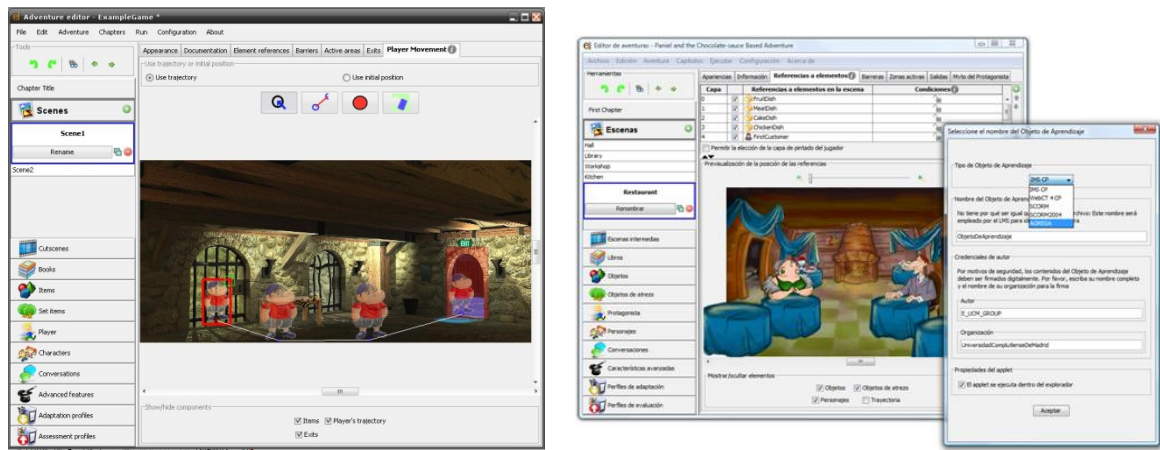 Adventure editor - ExampleGame *
File Edit Adventure Chapters Run Configuration About
Tools
Chapter Title
Scenes
Scene1
Rename
Scene2
Cutscenes
Books
Items
Set items
Player
Characters
Conversations
Advanced features
Adaptation profiles
Assessment profiles
Appearance Documentation Element references Barriers Active areas Exits Player Movement
Use trajectory or initial position
Use trajectory Use initial position
EXIT
Show/hide components
Items Player's trajectory
Exits
Editor de aventuras - Paniel and the Chocolate-sauce Based Adventure
Archivo Edición Aventura Capítulos Ejecutar Configuración Acerca de
Herramientas
First Chapter
Escenas
Hall
Library
Workshop
Kitchen
Restaurant
Renombrar
Escenas intermedias
Libros
Objetos
Objetos de atrezo
Protagonista
Personajes
Conversaciones
Características avanzadas
Perfiles de adaptación
Perfiles de evaluación
Apariencias Información Referencias a elementos Barreras Zonas activas Salidas Mvto del Protagonista
Capa Referencias a elementos en la escena Condiciones
0 FruitDish
1 MeatDish
2 CakeDish
3 ChickenDish
4 FirstCustomer
Permitir la elección de la capa de pintado del jugador
Previsualización de la posición de las referencias
Mostrar/ocultar elementos
Objetos Objetos de atrezo
Personajes Trayectoria
Seleccione el nombre del Objeto de Aprendizaje
Tipo de Objeto de Aprendizaje
IMS CP
IMS CP
WebCT 4 CP
SCORM
SCORM2004
AGREGA
Nombre del Objeto de Apren
No tiene por qué ser igual archivo: Este nombre será
empleado por el LMS para
ObjetoDeAprendizaje
Credenciales de autor
Por motivos de seguridad, los contenidos del Objeto de Aprendizaje
deben ser firmados digitalmente. Por favor, escriba su nombre completo
y el nombre de su organización para la firma
Autor
E_UCM_GROUP
Organización
UniversidadComplutenseDeMadrid
Propiedades del applet
El applet se ejecuta dentro del explorador
Aceptar